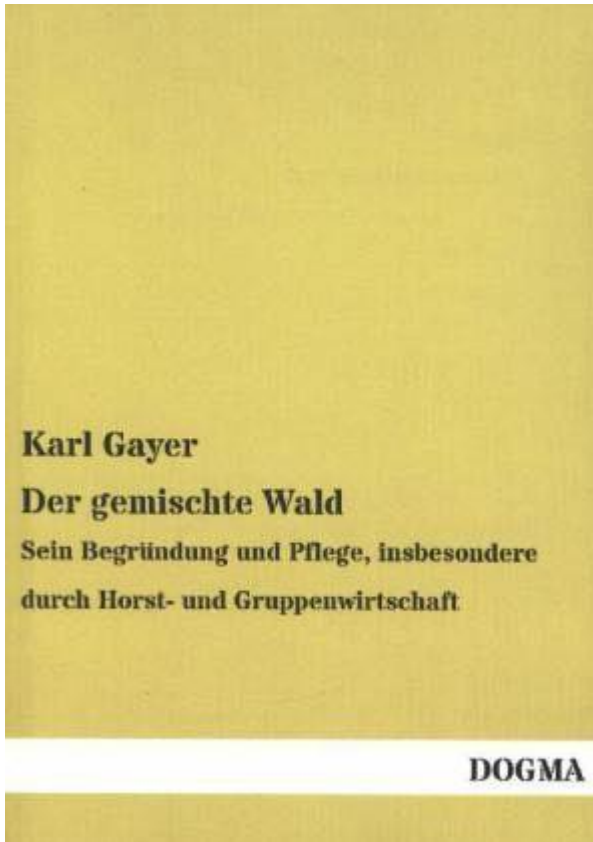 Karl Gayer
Der gemischte Wald
Sein Begründung und Pflege, insbesondere
durch Horst- und Gruppenwirtschaft
DOGMA